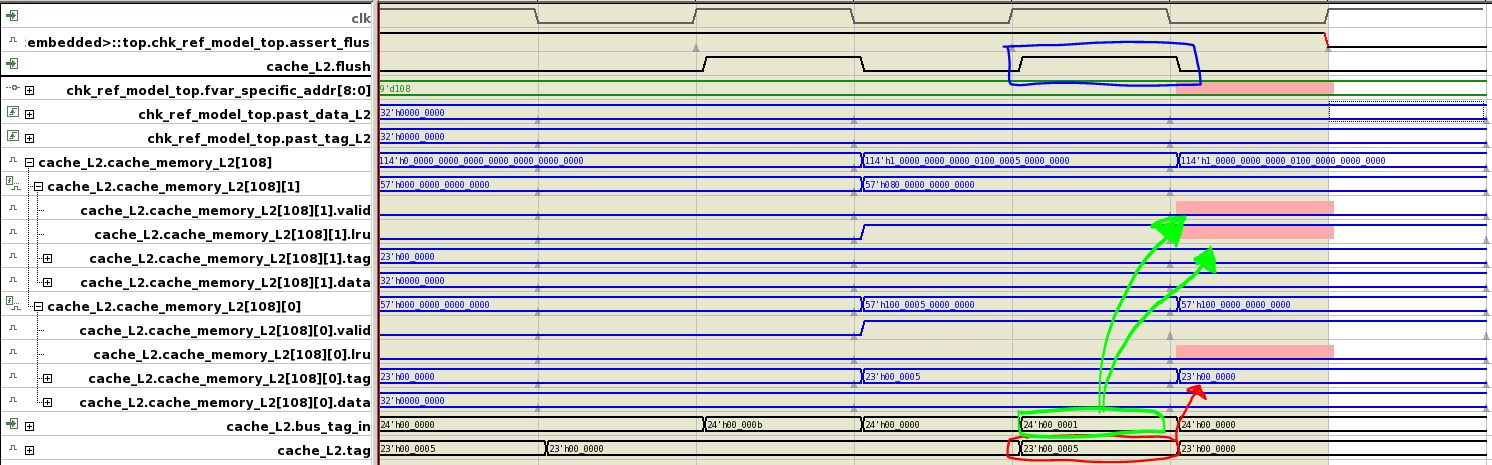 clk
:embedded>::top.chk_ref_model_top.assert_flus
cache_L2.flush
chk_ref_model_top.fvar_specific_addr[8:0] 9'd108
chk_ref_model_top.past_data_L2 32'h0000_0000
chk_ref_model_top.past_tag_L2 32'h0000_0000
cache_L2.cache_memory_L2[108] 114'h0_0000_0000_0000_0000_0000_0000_0000 114'h1_0000_0000_0000_0100_0005_0000_0000 114'h1_0000_0000_0000_0100_0000_0000_0000
cache_L2.cache_memory_L2[108][1] 57'h000_0000_0000_0000 57'h080_0000_0000_0000
cache_L2.cache_memory_L2[108][1].valid
cache_L2.cache_memory_L2[108][1].lru
cache_L2.cache_memory_L2[108][1].tag 23'h00_0000
cache_L2.cache_memory_L2[108][1].data 32'h0000_0000
cache_L2.cache_memory_L2[108][0] 57'h000_0000_0000_0000 57'h100_0005_0000_0000 57'h100_0000_0000_0000
cache_L2.cache_memory_L2[108][0].valid
cache_L2.cache_memory_L2[108][0].lru
cache_L2.cache_memory_L2[108][0].tag 23'h00_0000 23'h00_0005 23'h00_0000
cache_L2.cache_memory_L2[108][0].data 32'h0000_0000
cache_L2.bus_tag_in 24'h00_0000 24'h00_000b 24'h00_0000 24'h00_0001 24'h00_0000
cache_L2.tag 23'h00_0005 23'h00_0000 23'h00_0005 23'h00_0000